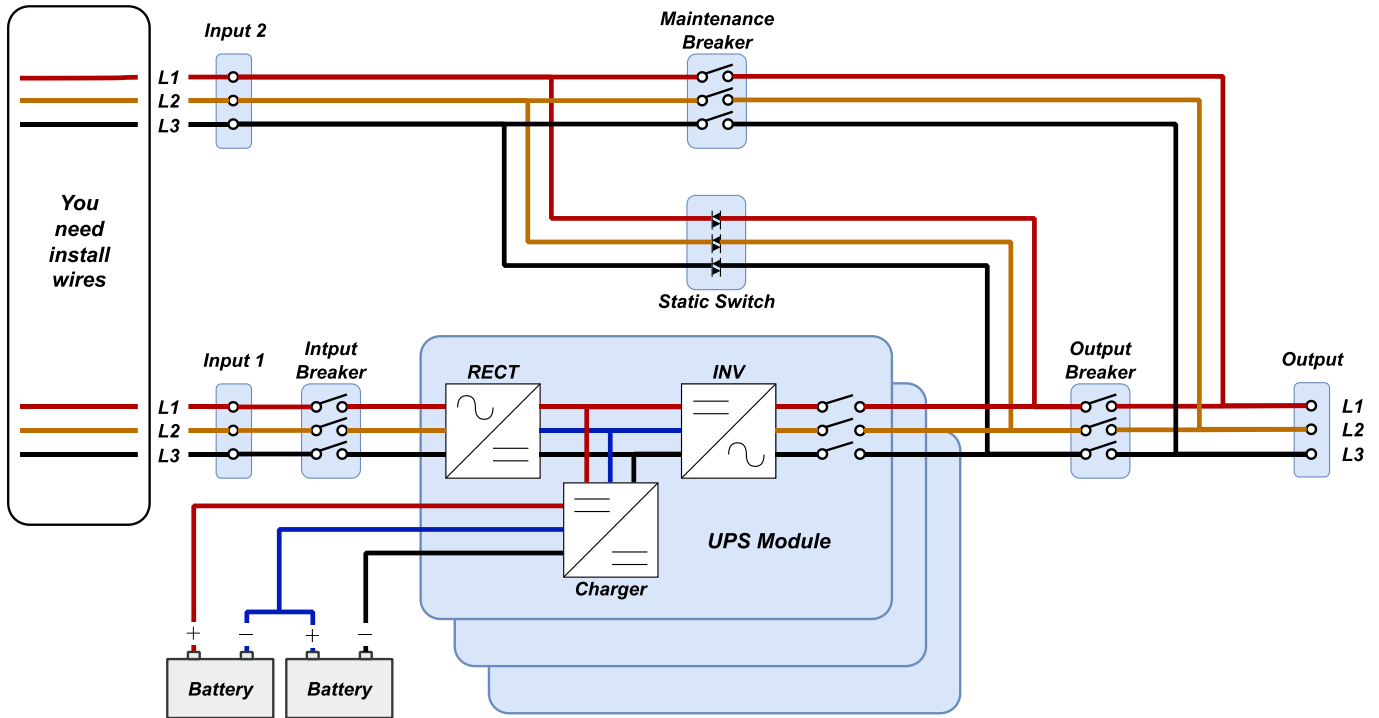 Input 2
Maintenance
Breaker
L1
L2
L3
You
need
install
wires
Static Switch
Input 1
Intput
Breaker
RECT
INV
Output
Breaker
Output
L1
L2
L3
L1
L2
L3
UPS Module
Charger
+
−
+
−
Battery
Battery